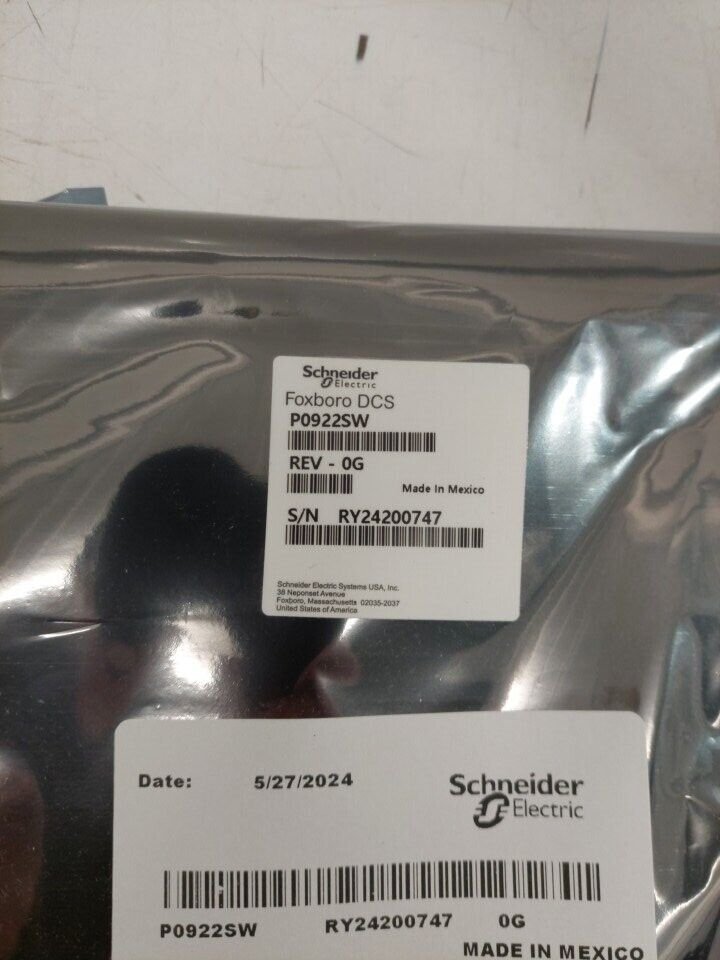 Schneider
Electric
Foxboro DCS
P0922SW
REV - 0G
Made In Mexico
S/N RY24200747
Schneider Electric Systems USA, Inc.
38 Neponset Avenue
Foxboro, Massachusetts 02035-2037
United States of America
Date: 5/27/2024
Schneider
Electric
P0922SW RY24200747 0G
MADE IN MEXICO